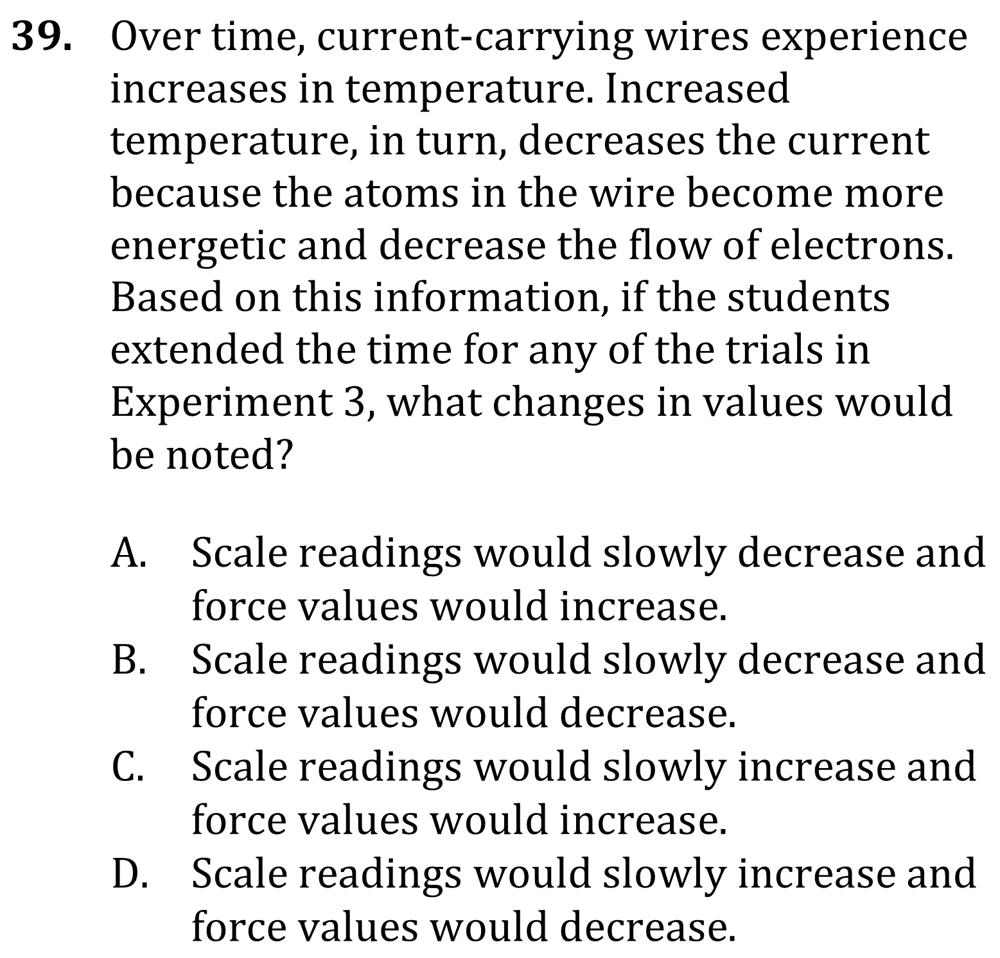 39. Over time, current-carrying wires experience
increases in temperature. Increased
temperature, in turn, decreases the current
because the atoms in the wire become more
energetic and decrease the flow of electrons.
Based on this information, if the students
extended the time for any of the trials in
Experiment 3, what changes in values would
be noted?
A. Scale readings would slowly decrease and
force values would increase.
B. Scale readings would slowly decrease and
force values would decrease.
C. Scale readings would slowly increase and
force values would increase.
D. Scale readings would slowly increase and
force values would decrease.